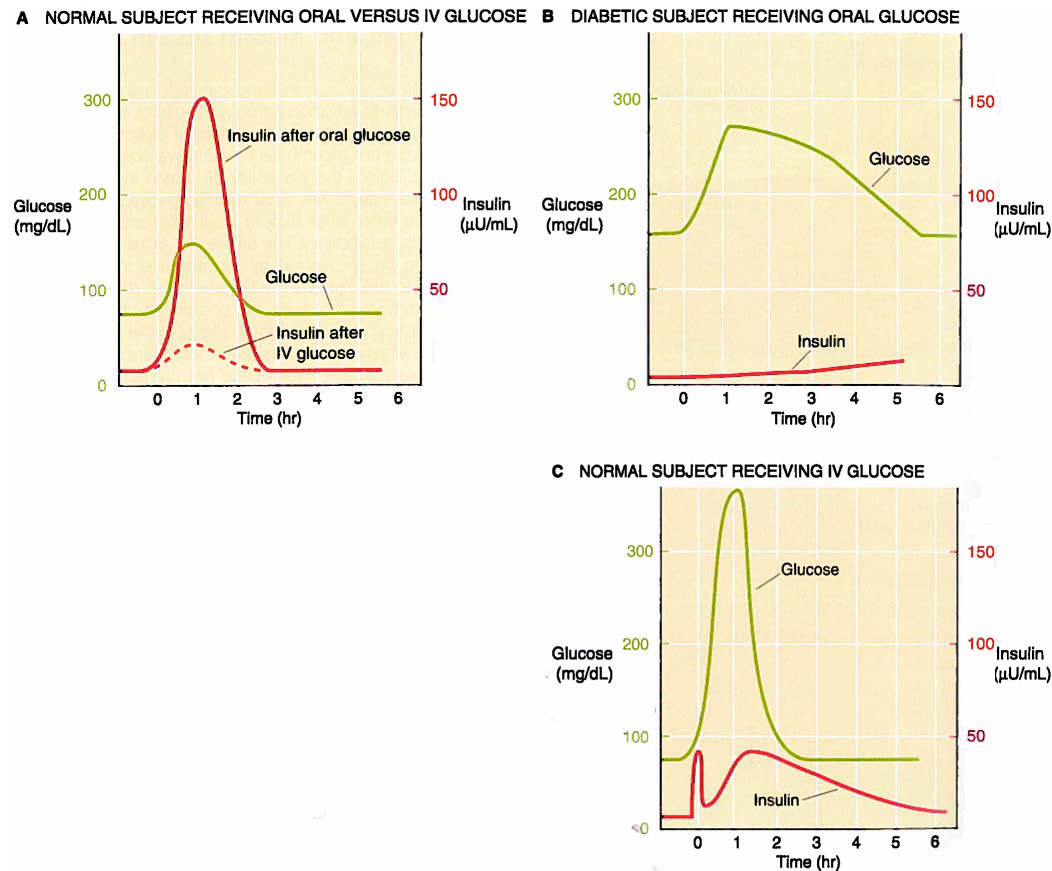 A NORMAL SUBJECT RECEIVING ORAL VERSUS IV GLUCOSE
300
200
100
0
Glucose
(mg/dL)
150
100
50
Insulin
(μU/mL)
Insulin after oral glucose
Glucose
Insulin after
IV glucose
0 1 2 3 4 5 6
Time (hr)
B DIABETIC SUBJECT RECEIVING ORAL GLUCOSE
300
200
100
0
Glucose
(mg/dL)
150
100
50
Insulin
(μU/mL)
Glucose
Insulin
0 1 2 3 4 5 6
Time (hr)
C NORMAL SUBJECT RECEIVING IV GLUCOSE
300
200
100
0
Glucose
(mg/dL)
150
100
50
Insulin
(μU/mL)
Glucose
Insulin
0 1 2 3 4 5 6
Time (hr)